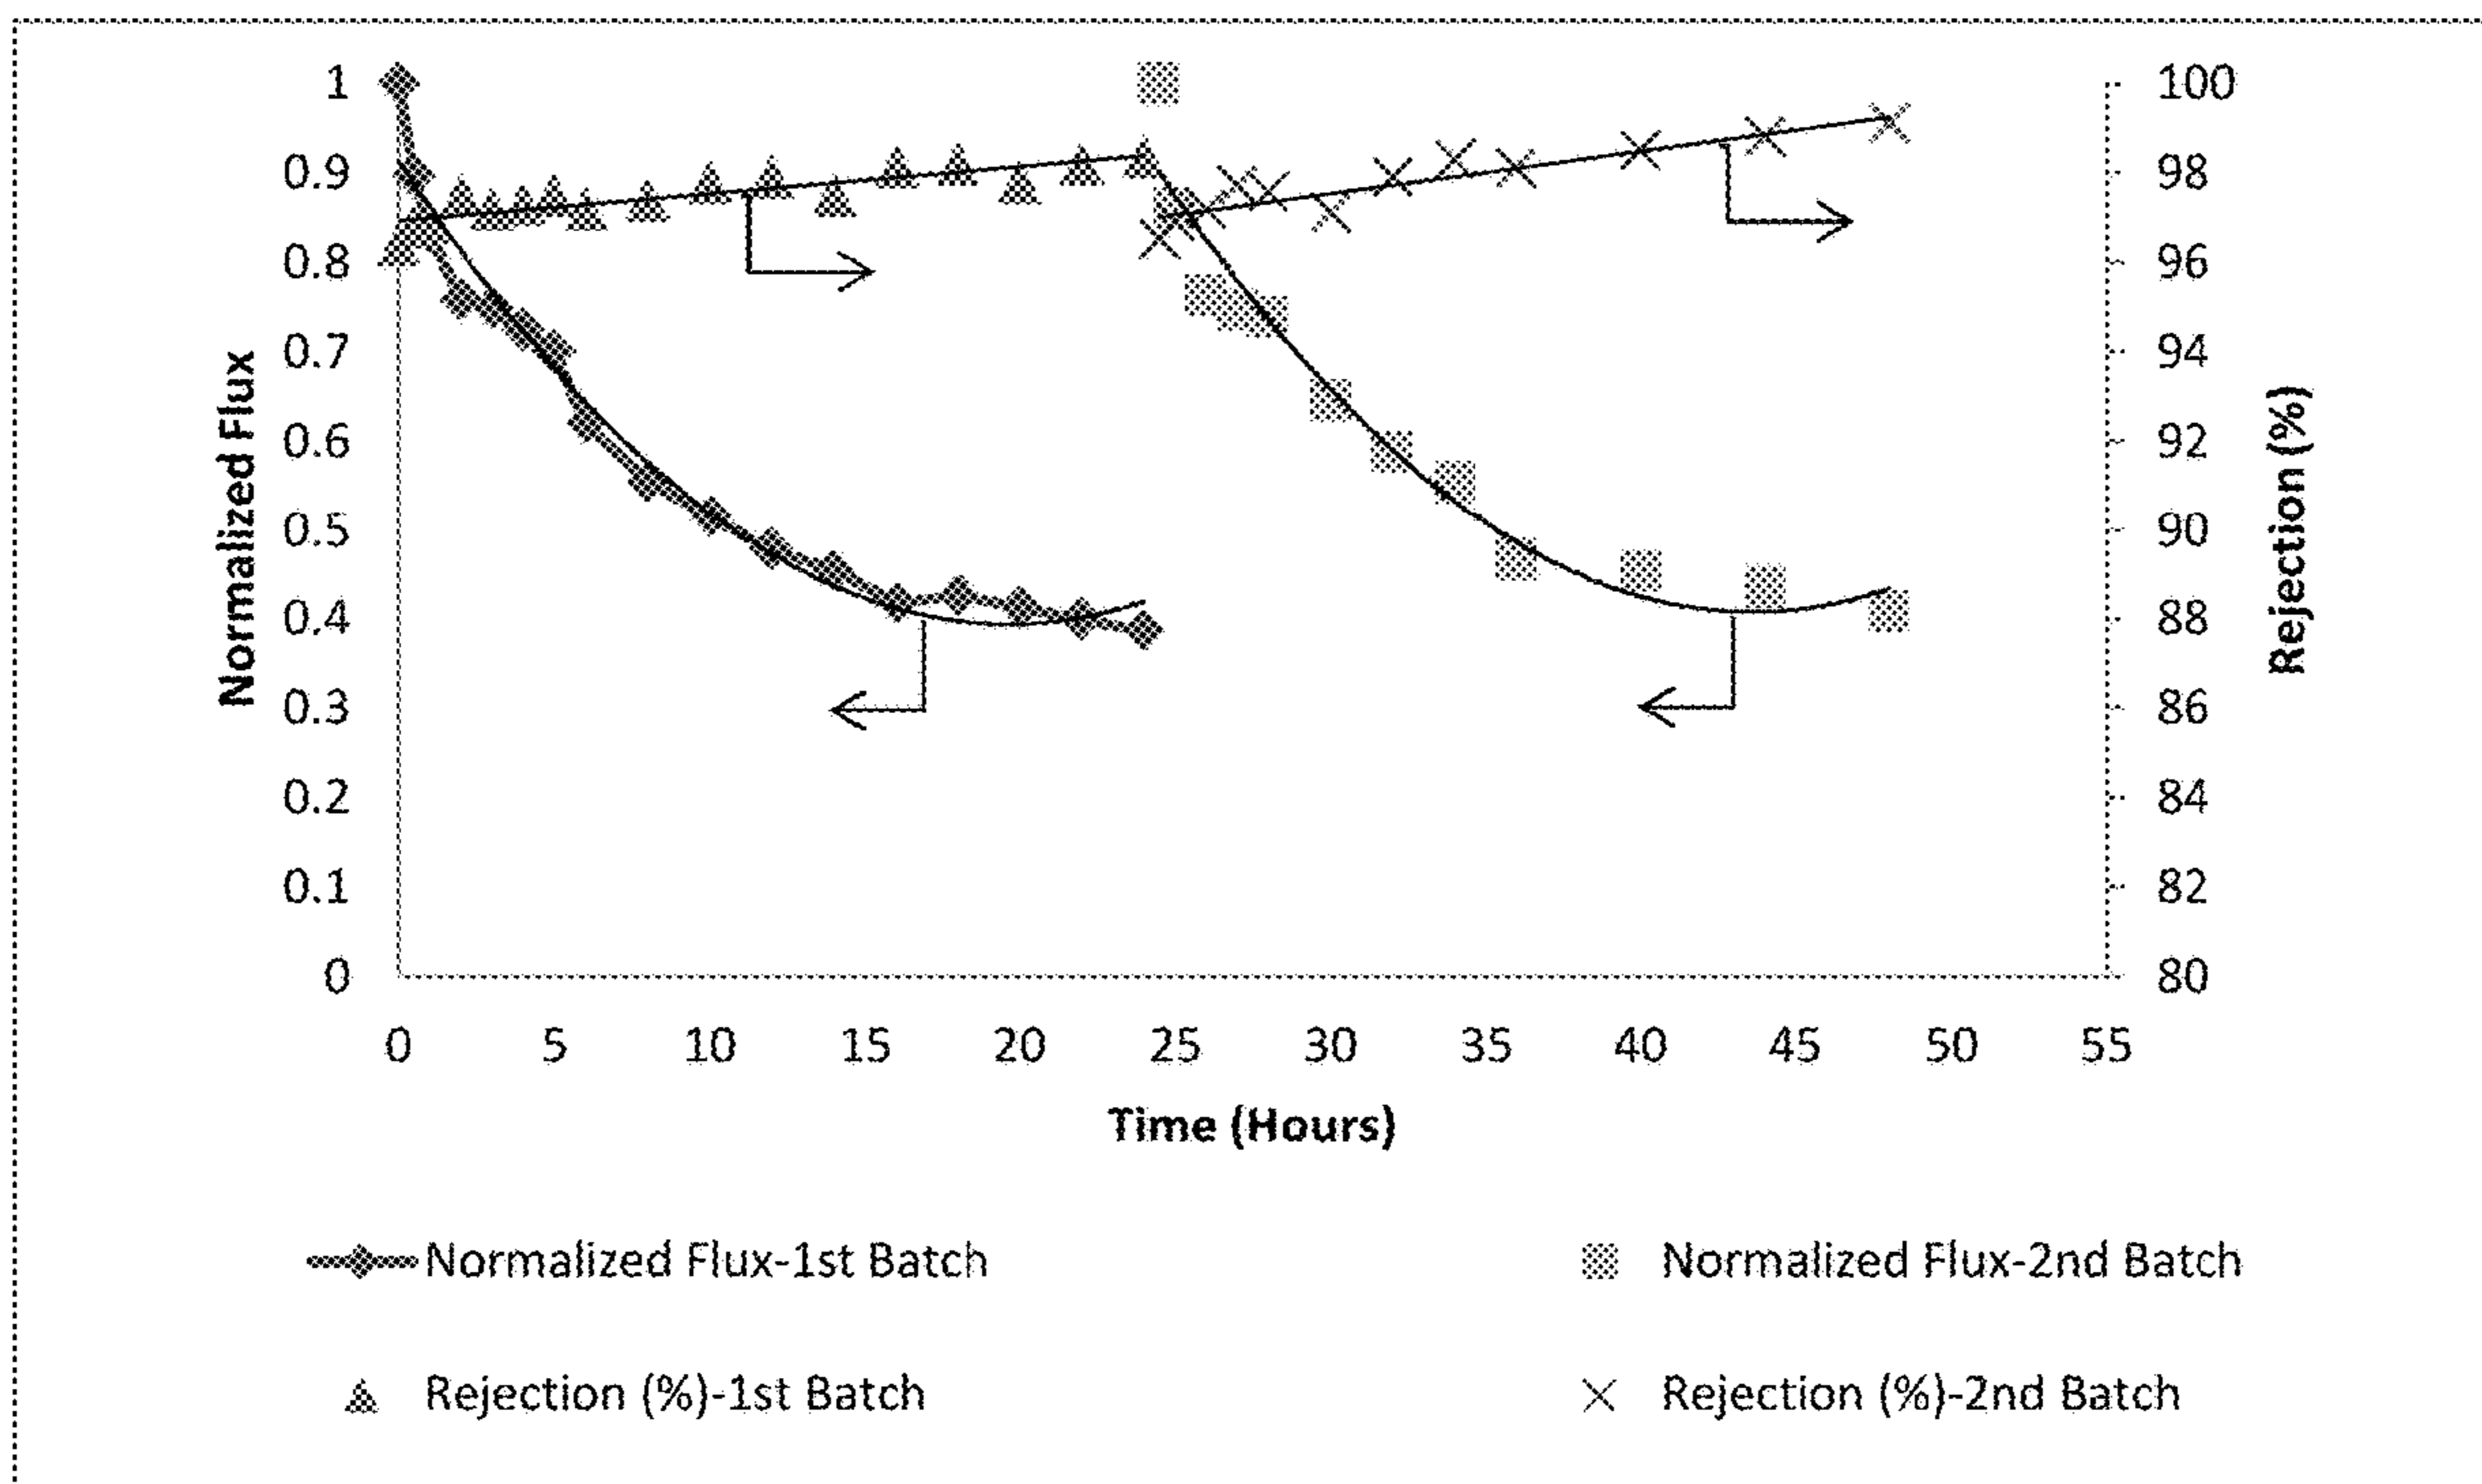 1
0.9
0.8
0.7
0.6
0.5
0.4
0.3
0.2
0.1
0
Normalized Flux
100
98
96
94
92
90
88
86
84
82
80
Rejection (%)
0 5 10 15 20 25 30 35 40 45 50 55
Time (Hours)
Normalized Flux-1st Batch
Normalized Flux-2nd Batch
Rejection (%)-1st Batch
Rejection (%)-2nd Batch